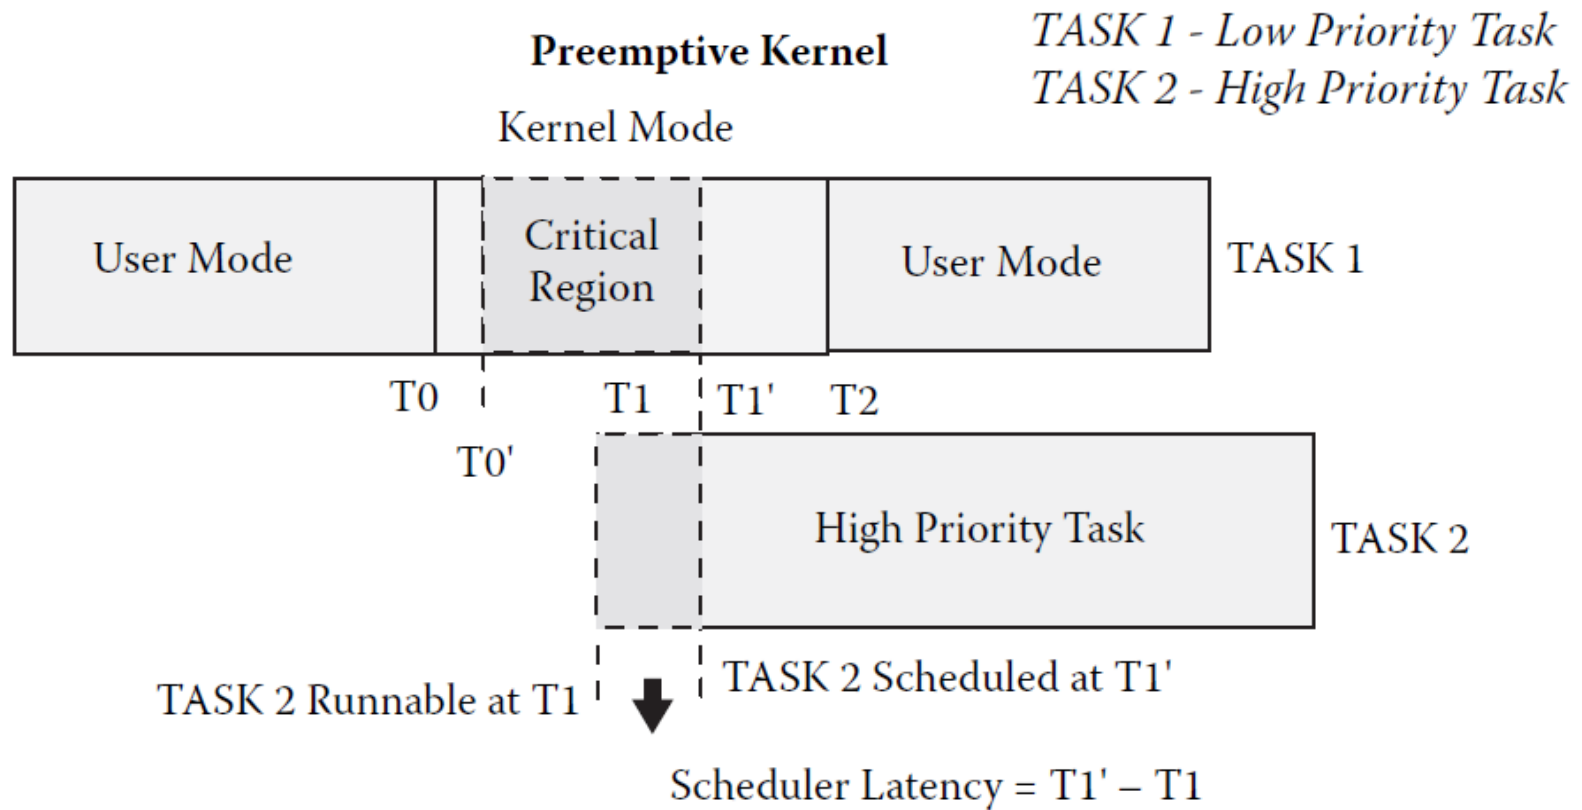 Preemptive Kernel
TASK 1 - Low Priority Task
TASK 2 - High Priority Task
Kernel Mode
User Mode
Critical
Region
User Mode
TASK 1
T0
T1
T1'
T2
T0'
High Priority Task
TASK 2
TASK 2 Runnable at T1
TASK 2 Scheduled at T1'
Scheduler Latency = T1' – T1